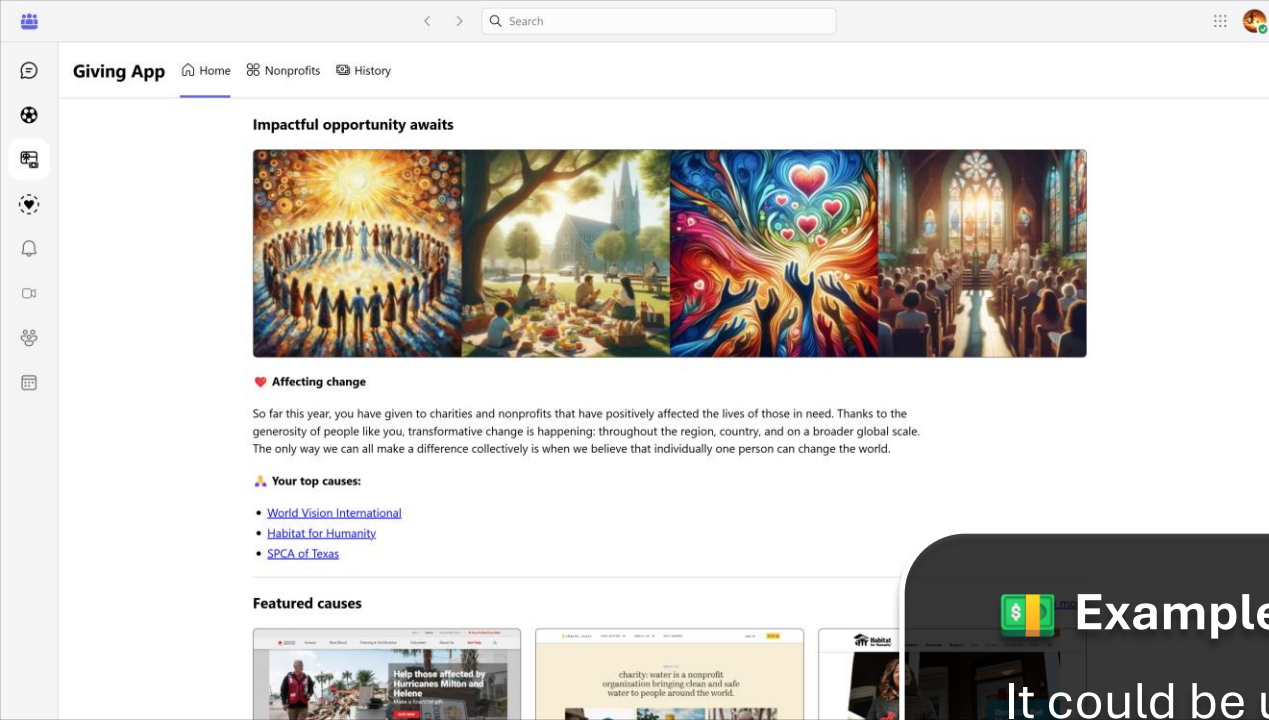 Search
Giving App Home Nonprofits History
Impactful opportunity awaits
Affecting change
So far this year, you have given to charities and nonprofits that have positively affected the lives of those in need. Thanks to the
generosity of people like you, transformative change is happening: throughout the region, country, and on a broader global scale.
The only way we can all make a difference collectively is when we believe that individually one person can change the world.
Your top causes:
World Vision International
Habitat for Humanity
SPCA of Texas
Featured causes
Help those affected by
Hurricanes Milton and
Helene
Make a financial gift.
charity: water is a nonprofit
organization bringing clean and safe
water to people around the world.
Habitat
for Humanity
Example
It could be u